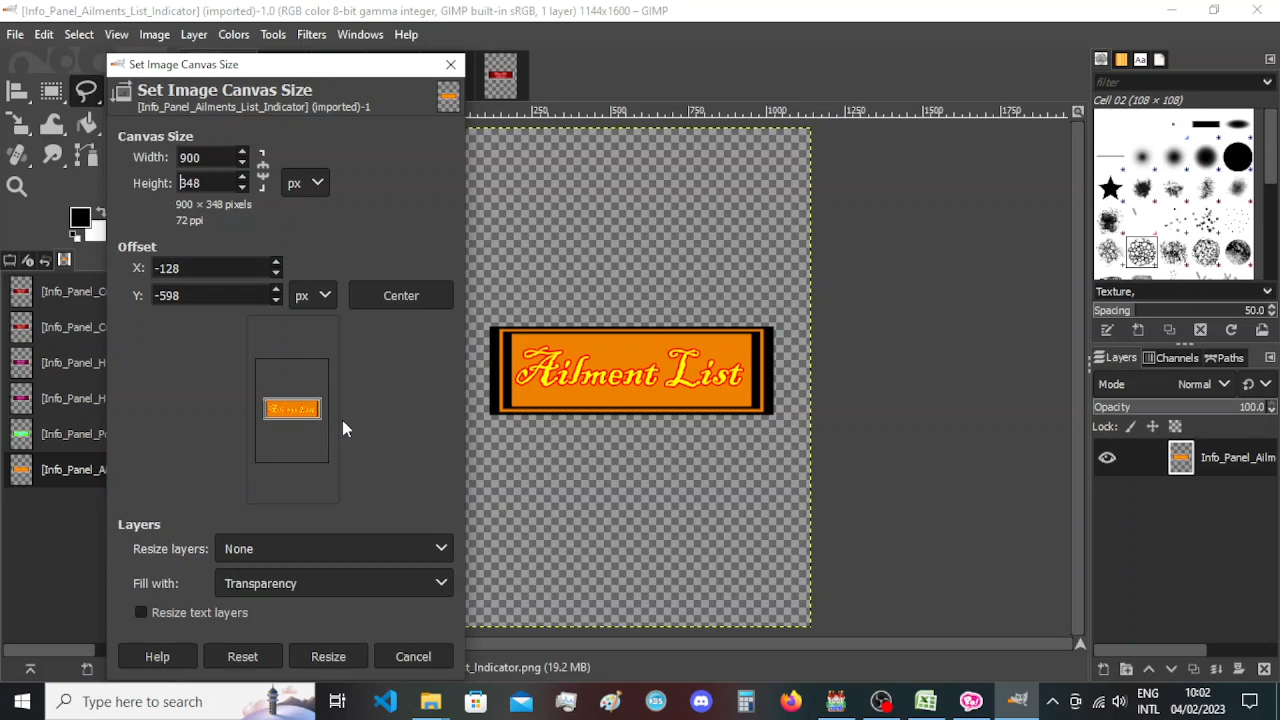 [Info_Panel_Ailments_List_Indicator] (imported)-1.0 (RGB color 8-bit gamma integer, GIMP built-in sRGB, 1 layer) 1144x1600 – GIMP
File Edit Select View Image Layer Colors Tools Filters Windows Help
Set Image Canvas Size
Set Image Canvas Size
[Info_Panel_Ailments_List_Indicator] (imported)-1
Canvas Size
Width: 900
Height: 348
px
900 × 348 pixels
72 ppi
Offset
X: -128
Y: -598
px
Center
Layers
Resize layers: None
Fill with: Transparency
Resize text layers
Help Reset Resize Cancel
[Info_Panel_C
[Info_Panel_C
[Info_Panel_H
[Info_Panel_H
[Info_Panel_P
[Info_Panel_A
250 500 750 1000 1250 1500 1750
Ailment List
t_Indicator.png (19.2 MB)
filter
Cell 02 (108 × 108)
Texture,
Spacing 50.0
Layers Channels Paths
Mode Normal
Opacity 100.0
Lock:
Info_Panel_Ailm
Type here to search
ENG
INTL
10:02
04/02/2023